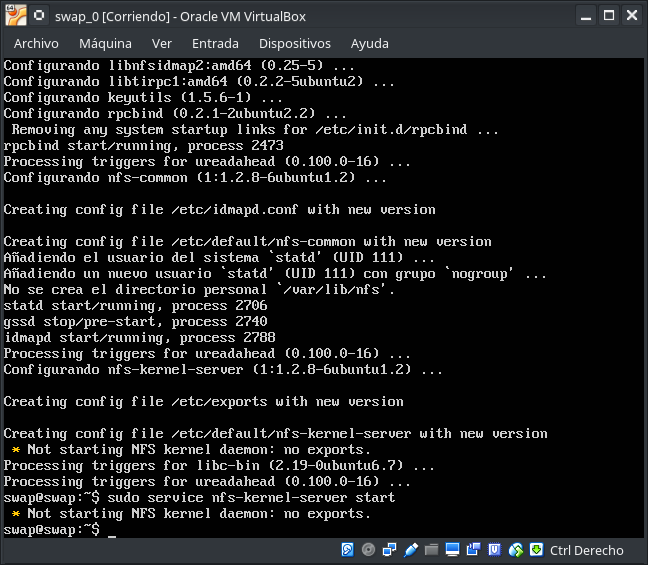 swap_0 [Corriendo] - Oracle VM VirtualBox
Archivo Máquina Ver Entrada Dispositivos Ayuda
Configurando libnfsidmap2:amd64 (0.25-5) ...
Configurando libtirpc1:amd64 (0.2.2-5ubuntu2) ...
Configurando keyutils (1.5.6-1) ...
Configurando rpcbind (0.2.1-2ubuntu2.2) ...
 Removing any system startup links for /etc/init.d/rpcbind ...
rpcbind start/running, process 2473
Processing triggers for ureadahead (0.100.0-16) ...
Configurando nfs-common (1:1.2.8-6ubuntu1.2) ...
Creating config file /etc/idmapd.conf with new version
Creating config file /etc/default/nfs-common with new version
Añadiendo el usuario del sistema `statd' (UID 111) ...
Añadiendo un nuevo usuario `statd' (UID 111) con grupo `nogroup' ...
No se crea el directorio personal `/var/lib/nfs'.
statd start/running, process 2706
gssd stop/pre-start, process 2740
idmapd start/running, process 2788
Processing triggers for ureadahead (0.100.0-16) ...
Configurando nfs-kernel-server (1:1.2.8-6ubuntu1.2) ...
Creating config file /etc/exports with new version
Creating config file /etc/default/nfs-kernel-server with new version
 * Not starting NFS kernel daemon: no exports.
Processing triggers for libc-bin (2.19-0ubuntu6.7) ...
Processing triggers for ureadahead (0.100.0-16) ...
swap@swap:~$ sudo service nfs-kernel-server start
 * Not starting NFS kernel daemon: no exports.
swap@swap:~$ _
Ctrl Derecho